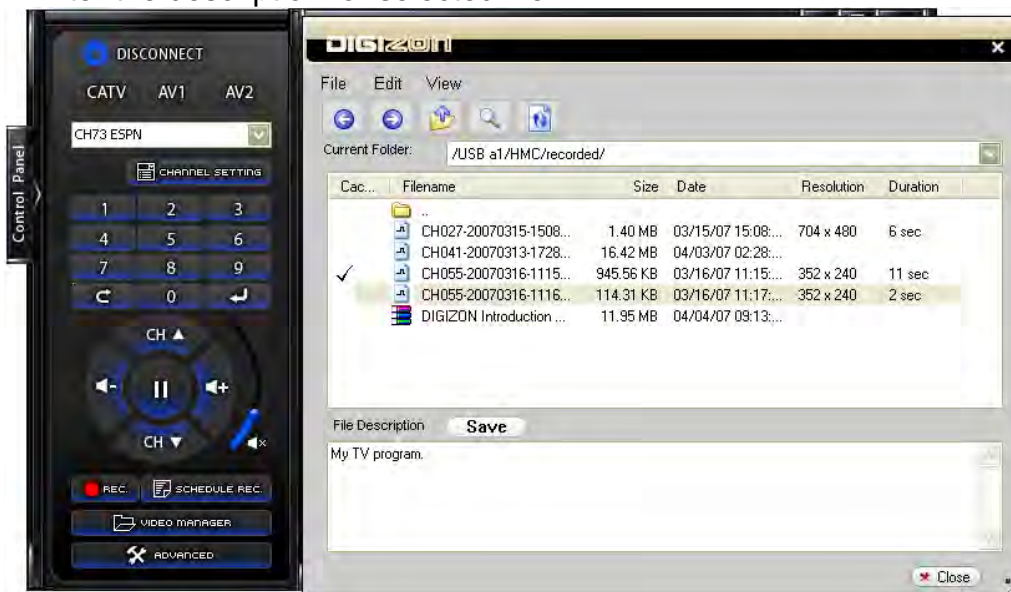 DISCONNECT
CATV AV1 AV2
CH73 ESPN
CHANNEL SETTING
1 2 3
4 5 6
7 8 9
0
CH ▲
CH ▼
REC. SCHEDULE REC.
VIDEO MANAGER
ADVANCED
Control Panel
DIGIZON
File Edit View
Current Folder: /USB a1/HMC/recorded/
Cac... Filename Size Date Resolution Duration
..
CH027-20070315-1508... 1.40 MB 03/15/07 15:08:... 704 x 480 6 sec
CH041-20070313-1728... 16.42 MB 04/03/07 02:28:...
CH055-20070316-1115... 945.56 KB 03/16/07 11:15:... 352 x 240 11 sec
CH055-20070316-1116... 114.31 KB 03/16/07 11:17:... 352 x 240 2 sec
DIGIZON Introduction ... 11.95 MB 04/04/07 09:13:...
File Description Save
My TV program.
Close